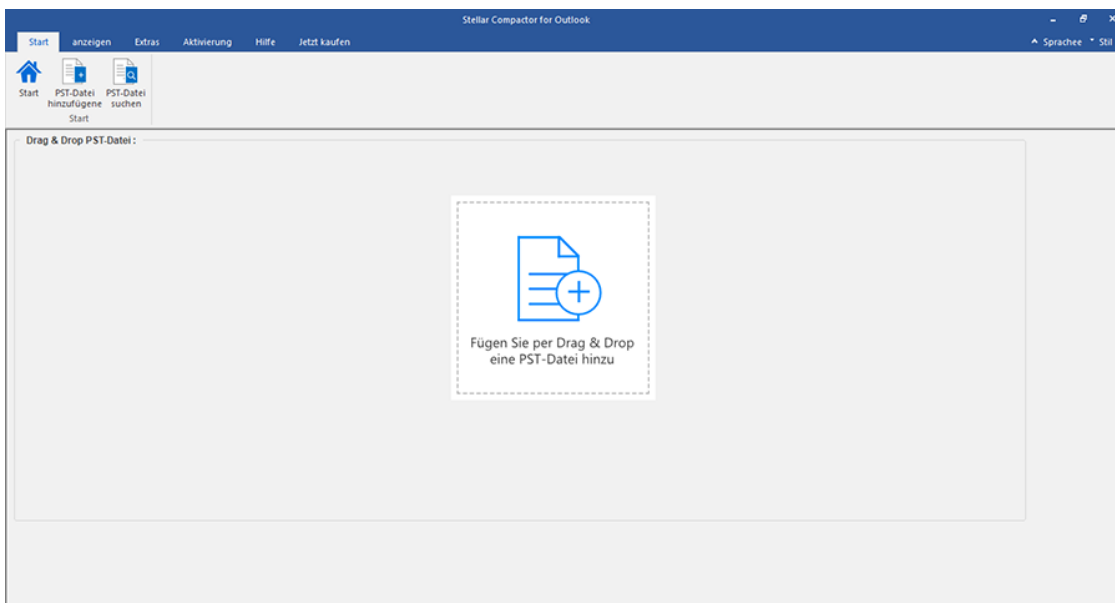 Stellar Compactor for Outlook
Start anzeigen Extras Aktivierung Hilfe Jetzt kaufen Sprachee Stil
Start PST-Datei PST-Datei
hinzufügene suchen
Start
Drag & Drop PST-Datei :
Fügen Sie per Drag & Drop
eine PST-Datei hinzu